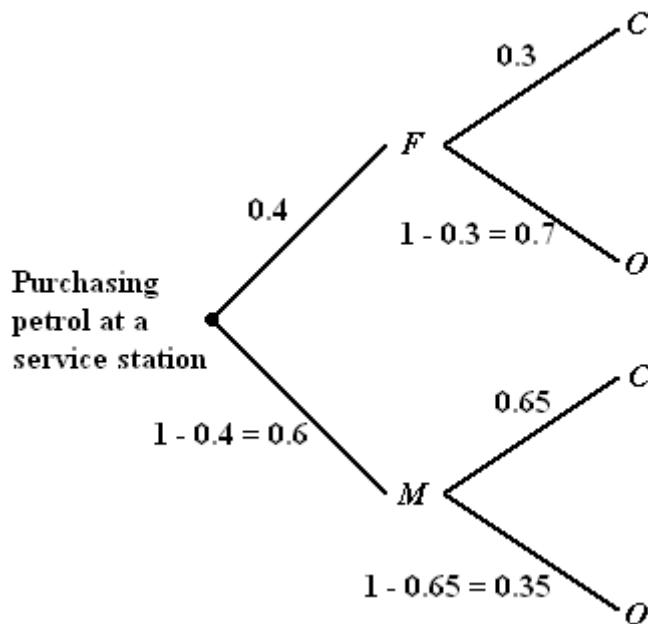 C
0.3
F
0.4
1 - 0.3 = 0.7
O
Purchasing
petrol at a
service station
C
0.65
1 - 0.4 = 0.6
M
1 - 0.65 = 0.35
O